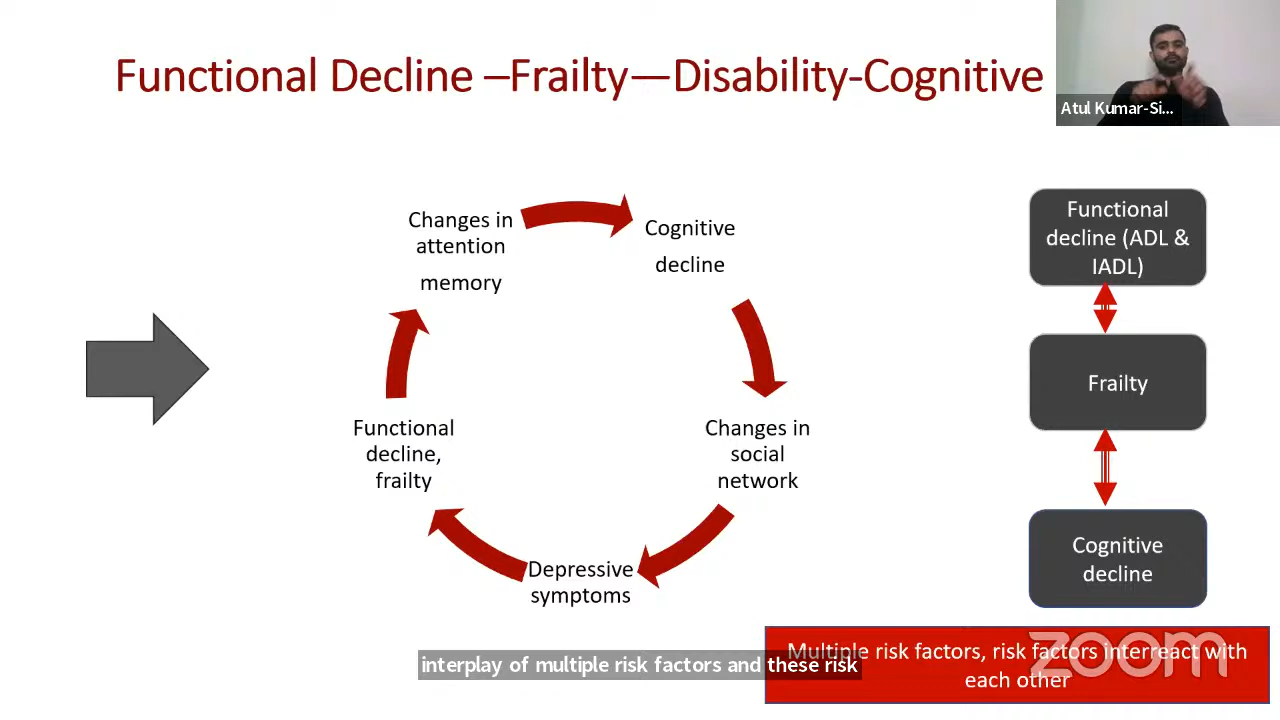 Functional Decline –Frailty—Disability-Cognitive
Atul Kumar-Si...
Changes in
attention
memory
Cognitive
decline
Changes in
social
network
Depressive
symptoms
Functional
decline,
frailty
Functional
decline (ADL &
IADL)
Frailty
Cognitive
decline
Multiple risk factors, risk factors interreact with
each other
interplay of multiple risk factors and these risk
zoom